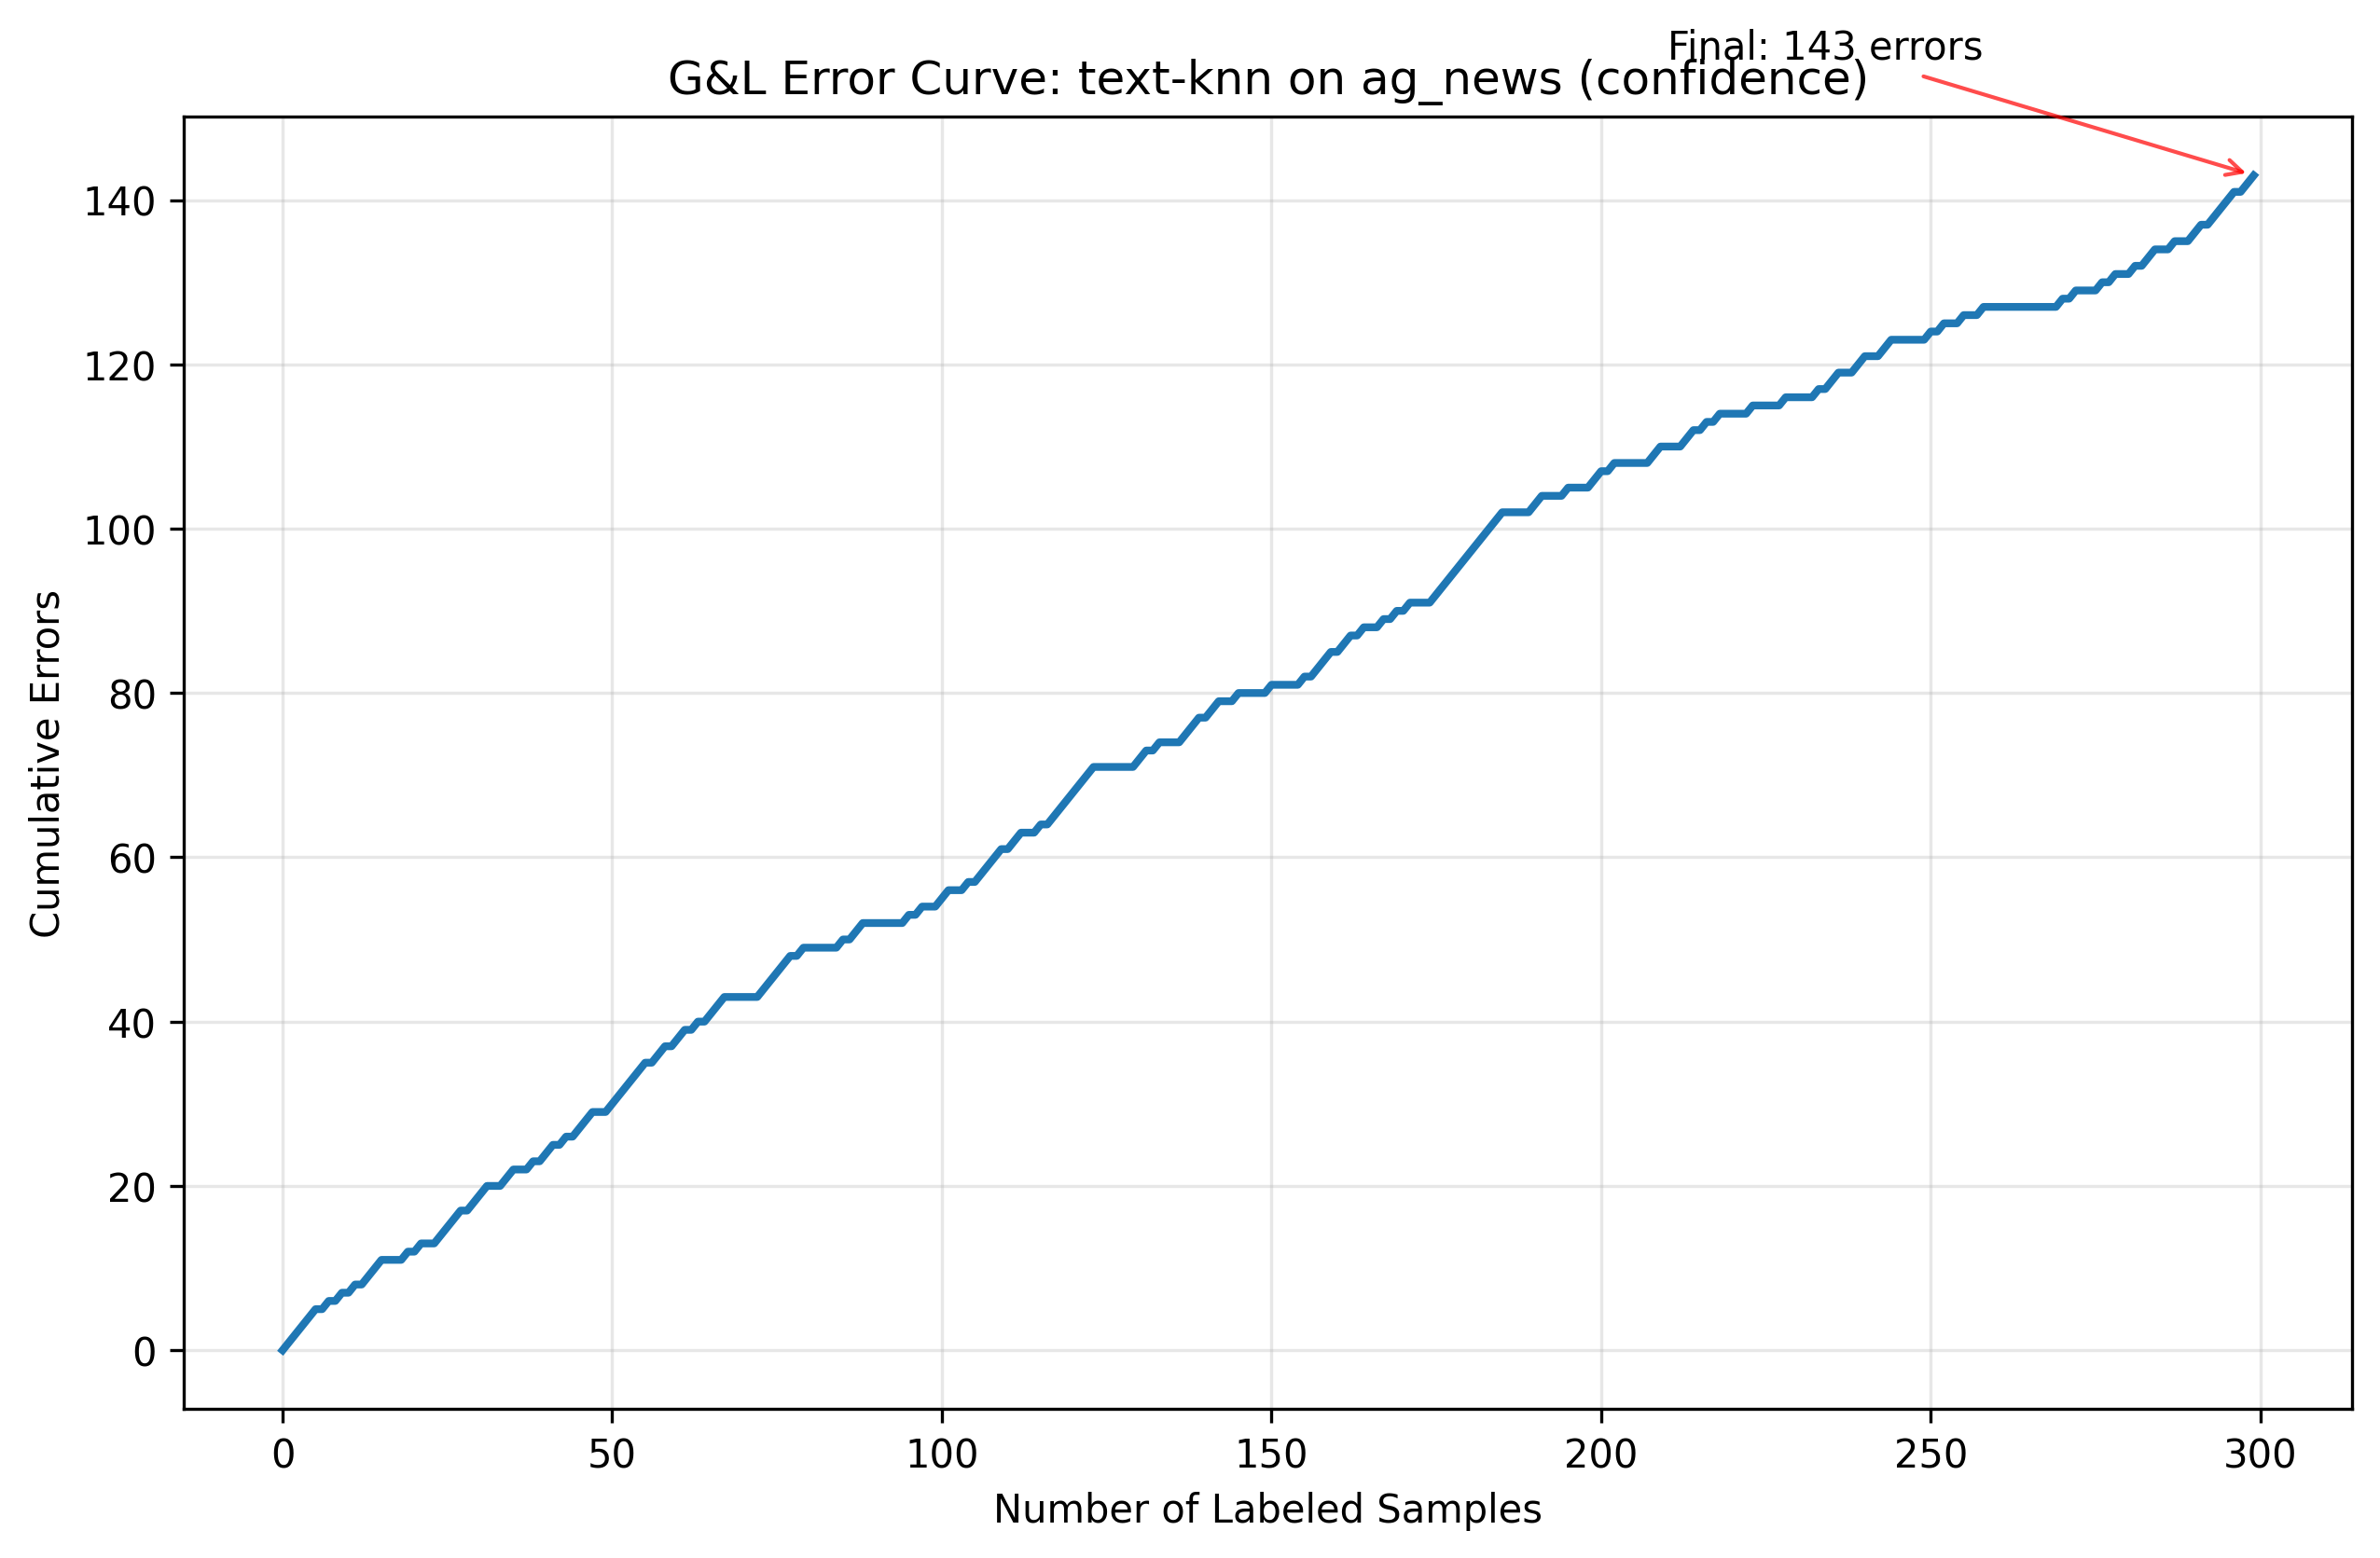 Final: 143 errors
G&L Error Curve: text-knn on ag_news (confidence)
140
120
100
80
60
40
20
0
Cumulative Errors
0 50 100 150 200 250 300
Number of Labeled Samples